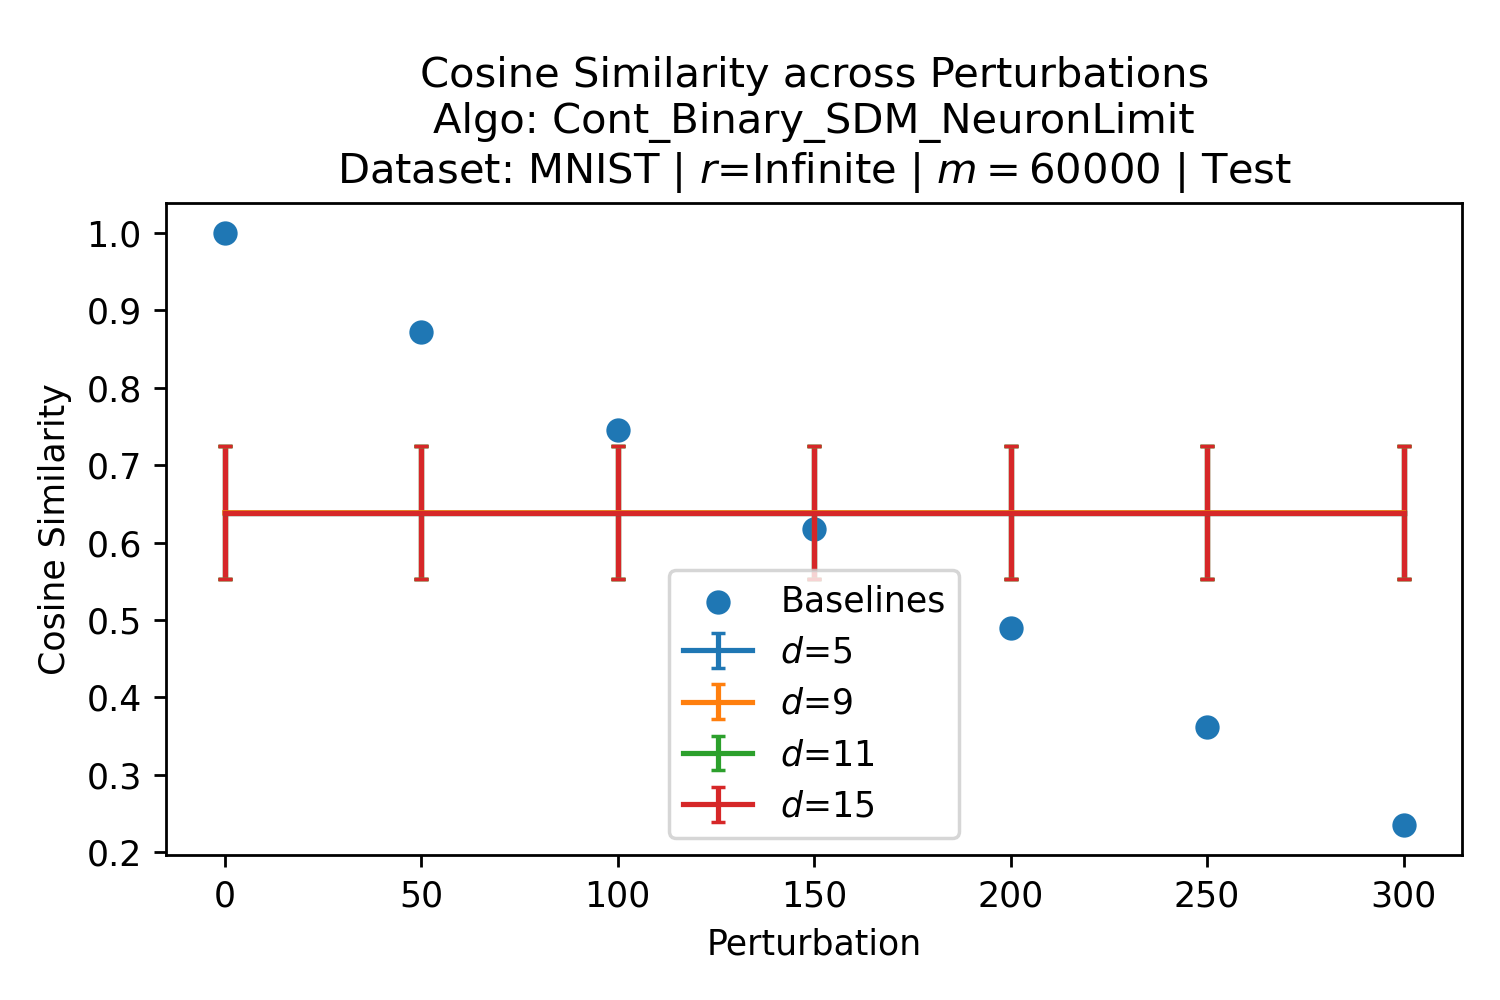 Cosine Similarity across Perturbations
Algo: Cont_Binary_SDM_NeuronLimit
Dataset: MNIST | r=Infinite | m = 60000 | Test
1.0
0.9
0.8
0.7
0.6
0.5
0.4
0.3
0.2
Cosine Similarity
Baselines
d=5
d=9
d=11
d=15
0 50 100 150 200 250 300
Perturbation